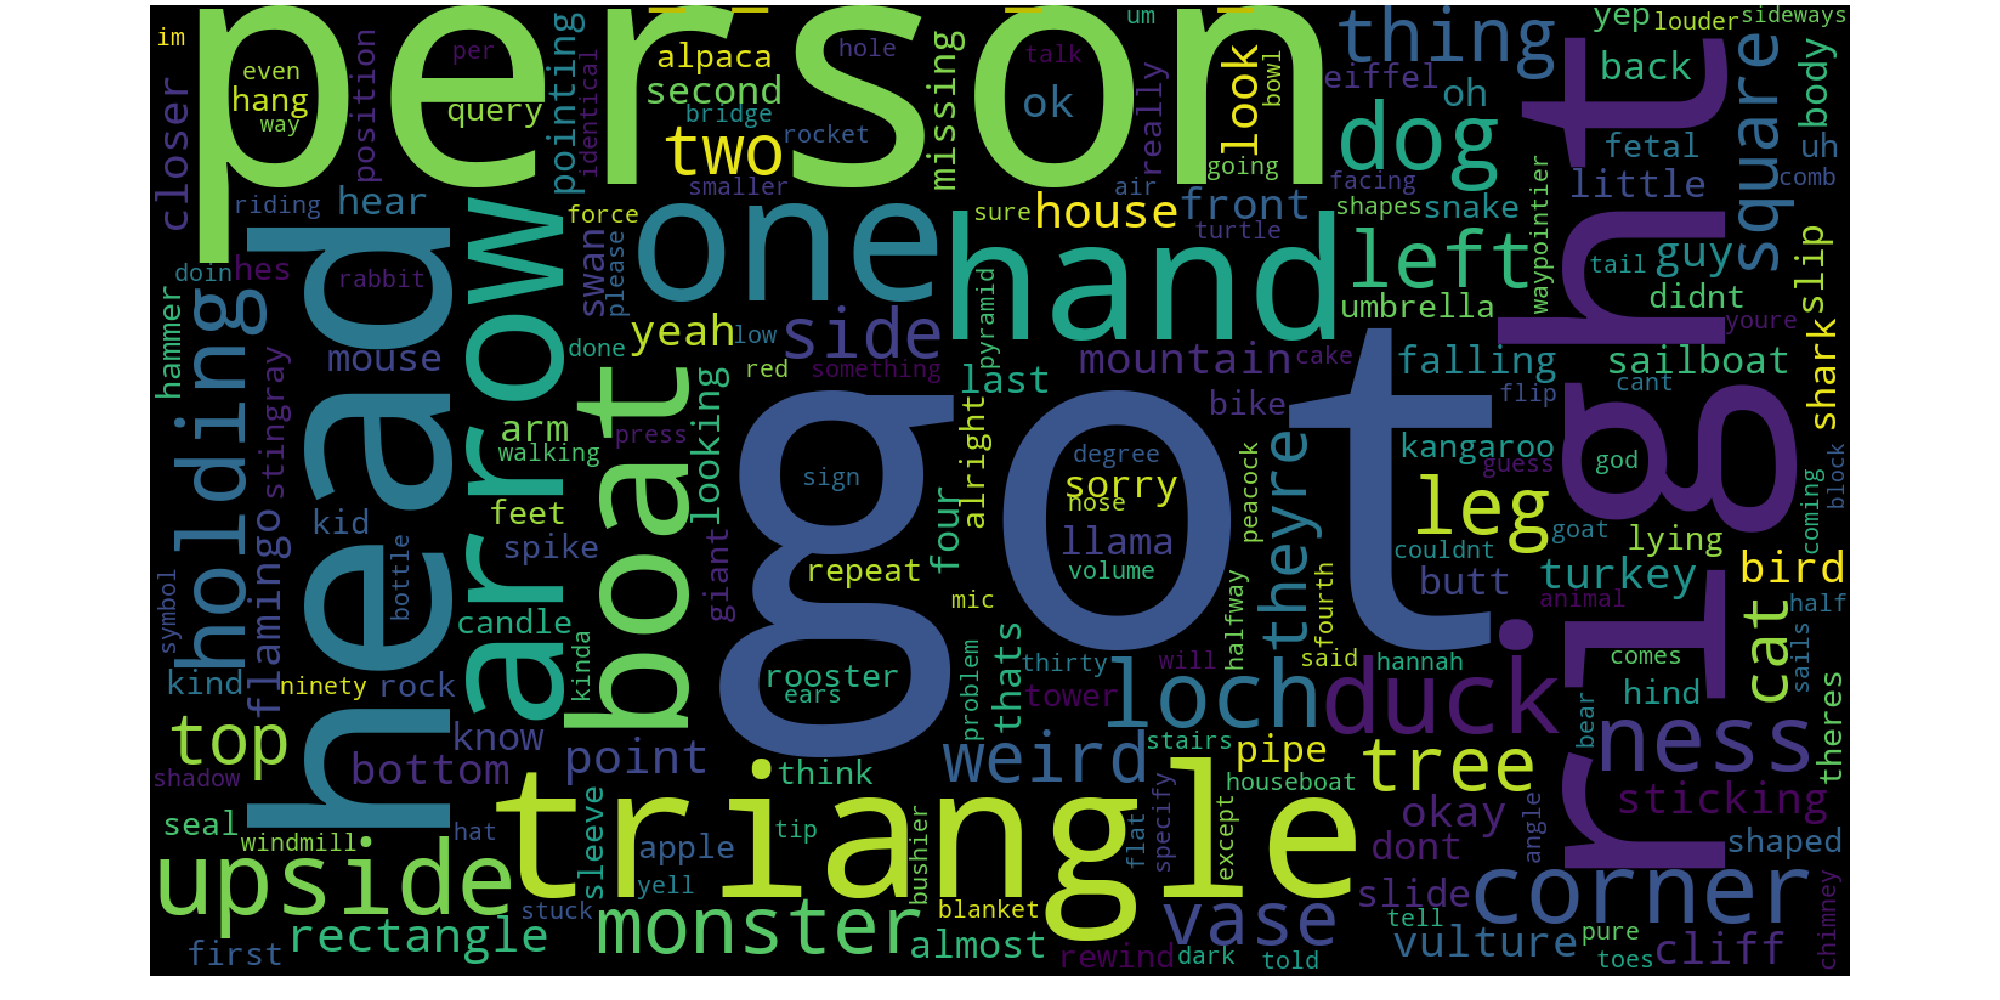 im
person
thing
yep
louder
sideways
um
even
hang
way
position
per
query
pointing
identical
alpaca
second
bridge
two
smaller
hole
rocket
missing
ok
talk
really
look
bowl
going
eiffel
oh
dog
back
body
square
fetal
uh
comb
little
closer
riding
hear
force
swan
please
one
sure
house
air
front
turtle
facing
shapes
snake
waypointier
right
doin
hes
rabbit
head
arrow
hand
left
umbrella
tail
guy
didnt
slip
youre
hammer
holding
mouse
yeah
low
done
side
pyramid
red
something
last
mountain
cake
falling
sailboat
shark
cant
flip
bike
stingray
flamingo
arm
walking
press
boat
looking
got
sign
alright
degree
sorry
nose
peacock
theyre
kangaroo
guess
god
leg
coming
block
kid
feet
spike
giant
repeat
four
llama
volume
couldnt
goat
lying
butt
turkey
bird
bottle
symbol
candle
mic
halfway
fourth
animal
cat
half
kind
ninety
rock
kinda
rooster
ears
problem
thats
thirty
tower
will
said
hannah
loch
duck
comes
hind
sails
theres
top
know
point
bottom
shadow
think
weird
stairs
pipe
houseboat
tree
bear
ness
sticking
triangle
seal
windmill
hat
sleeve
apple
tip
yell
bushier
flat
specify
except
okay
dont
angle
shaped
upside
stuck
monster
blanket
vase
slide
corner
chimney
first
rectangle
almost
rewind
dark
told
tell
vulture
pure
toes
cliff